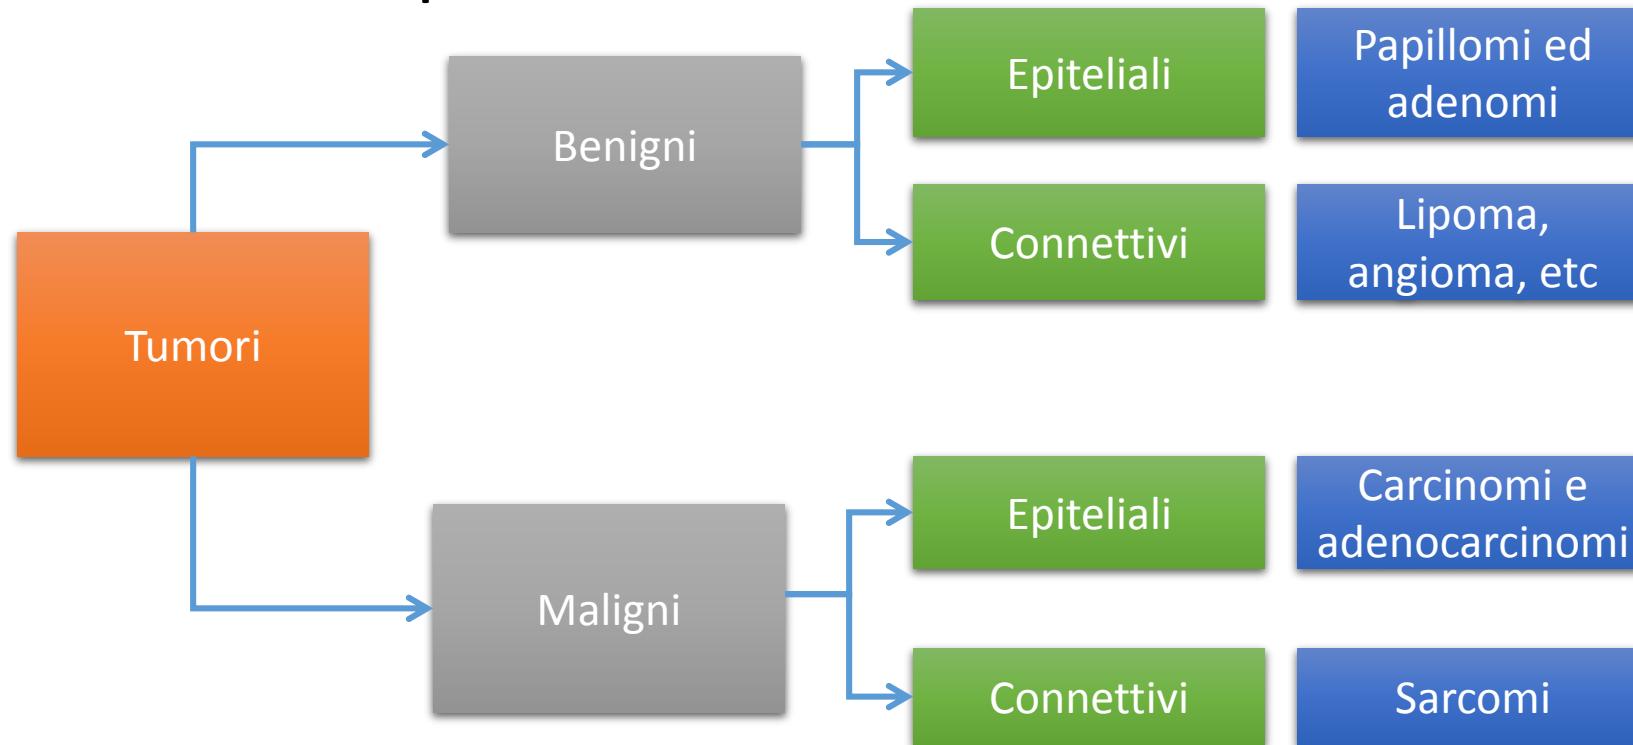 Tumori
Benigni
Epiteliali
Papillomi ed
adenomi
Connettivi
Lipoma,
angioma, etc
Maligni
Epiteliali
Carcinomi e
adenocarcinomi
Connettivi
Sarcomi